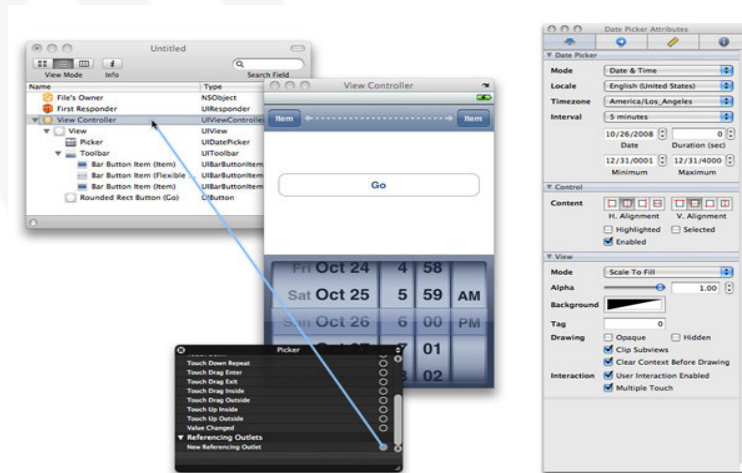 Untitled
View Mode
Info
Search Field
Name
Type
File's Owner
NSObject
First Responder
UIResponder
View Controller
UIViewController
View
UIView
Picker
UIDatePicker
Toolbar
UIToolbar
Bar Button Item (Item)
UIBarButtonItem
Bar Button Item (Flexible ...
UIBarButtonItem
Bar Button Item (Item)
UIBarButtonItem
Rounded Rect Button (Go)
UIButton
View Controller
Item
Item
Go
Fri Oct 24 4 58
Sat Oct 25 5 59 AM
Sun Oct 26 6 00 PM
01
02
Picker
Touch Down Repeat
Touch Drag Enter
Touch Drag Exit
Touch Drag Inside
Touch Drag Outside
Touch Up Inside
Touch Up Outside
Value Changed
Referencing Outlets
New Referencing Outlet
Date Picker Attributes
Date Picker
Mode
Date & Time
Locale
English (United States)
Timezone
America/Los_Angeles
Interval
5 minutes
10/26/2008
0
Date
Duration (sec)
12/31/0001
12/31/4000
Minimum
Maximum
Control
Content
H. Alignment
V. Alignment
Highlighted
Selected
Enabled
View
Mode
Scale To Fill
Alpha
1.00
Background
Tag
0
Drawing
Opaque
Hidden
Clip Subviews
Clear Context Before Drawing
Interaction
User Interaction Enabled
Multiple Touch